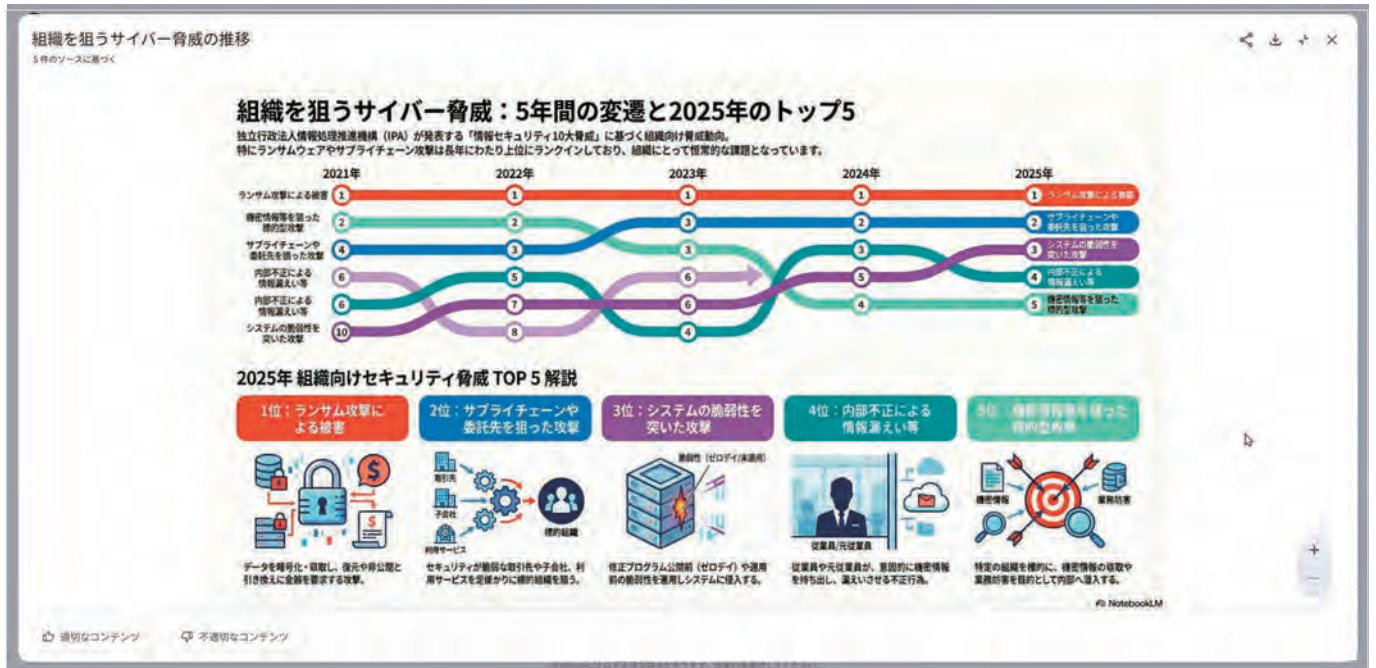 組織を狙うサイバー脅威の推移
5件のソースに基づく
組織を狙うサイバー脅威：5年間の変遷と2025年のトップ5
独立行政法人情報処理推進機構（IPA）が発表する「情報セキュリティ10大脅威」に基づく組織向け脅威動向。
特にランサムウェアやサプライチェーン攻撃は長年にわたり上位にランクインしており、組織にとって恒常的な課題となっています。
2021年 2022年 2023年 2024年 2025年
ランサム攻撃による被害 1 1 1 1 1 ランサム攻撃による被害
機密情報等を狙った
標的型攻撃
2 2 3 2 2
サプライチェーンや
委託先を狙った攻撃
サプライチェーンや
委託先を狙った攻撃
4 3 3 3 3
システムの脆弱性を
突いた攻撃
内部不正による
情報漏えい等
6 5 6 5 4
内部不正による
情報漏えい等
内部不正による
情報漏えい等
6 7 6 4 5
機密情報等を狙った
標的型攻撃
システムの脆弱性を
突いた攻撃
10 8 4
2025年 組織向けセキュリティ脅威 TOP 5 解説
1位：ランサム攻撃に
よる被害
2位：サプライチェーンや
委託先を狙った攻撃
3位：システムの脆弱性を
突いた攻撃
4位：内部不正による
情報漏えい等
取引先
子会社
利用サービス
標的組織
脆弱性（ゼロデイ/未適用）
従業員/元従業員
機密情報
業務妨害
データを暗号化・窃取し、復元や非公開と
引き換えに金銭を要求する攻撃。
セキュリティが脆弱な取引先や子会社、利
用サービスを足掛かりに標的組織を狙う。
修正プログラム公開前（ゼロデイ）や適用
前の脆弱性を悪用しシステムに侵入する。
従業員や元従業員が、意図的に機密情報
を持ち出し、漏えいさせる不正行為。
特定の組織を標的に、機密情報の窃取や
業務妨害を目的として内部へ潜入する。
NotebookLM
適切なコンテンツ 不適切なコンテンツ